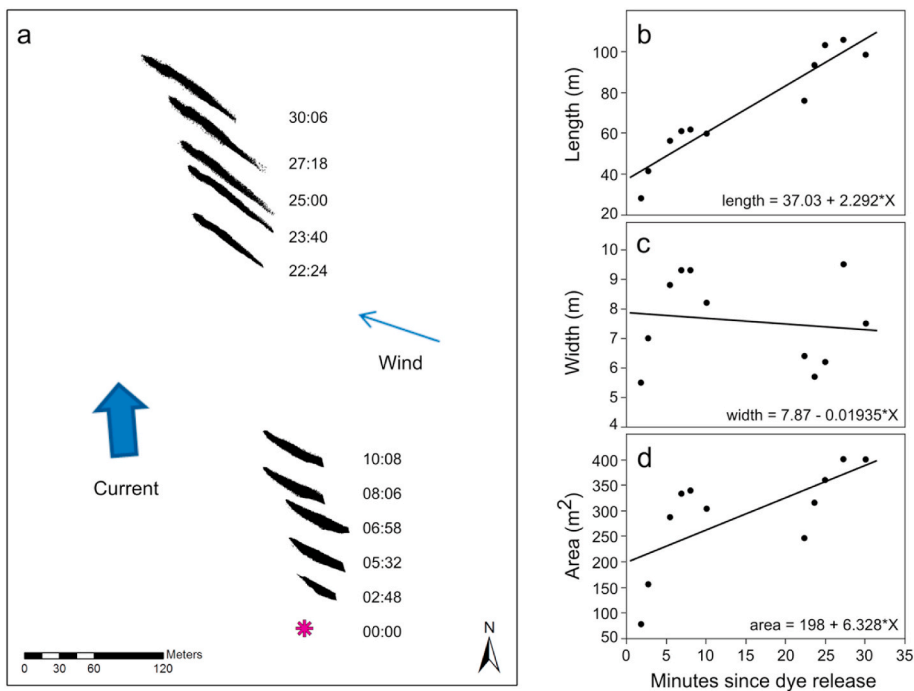 a
30:06
27:18
25:00
23:40
22:24
Wind
Current
10:08
08:06
06:58
05:32
02:48
00:00
N
Meters
0 15 30 60 120
b
Length (m)
100
80
60
40
20
length = 37.03 + 2.292*X
c
Width (m)
10
9
8
7
6
5
4
width = 7.87 - 0.01935*X
d
Area (m²)
400
350
300
250
200
150
100
50
area = 198 + 6.328*X
0 5 10 15 20 25 30 35
Minutes since dye release